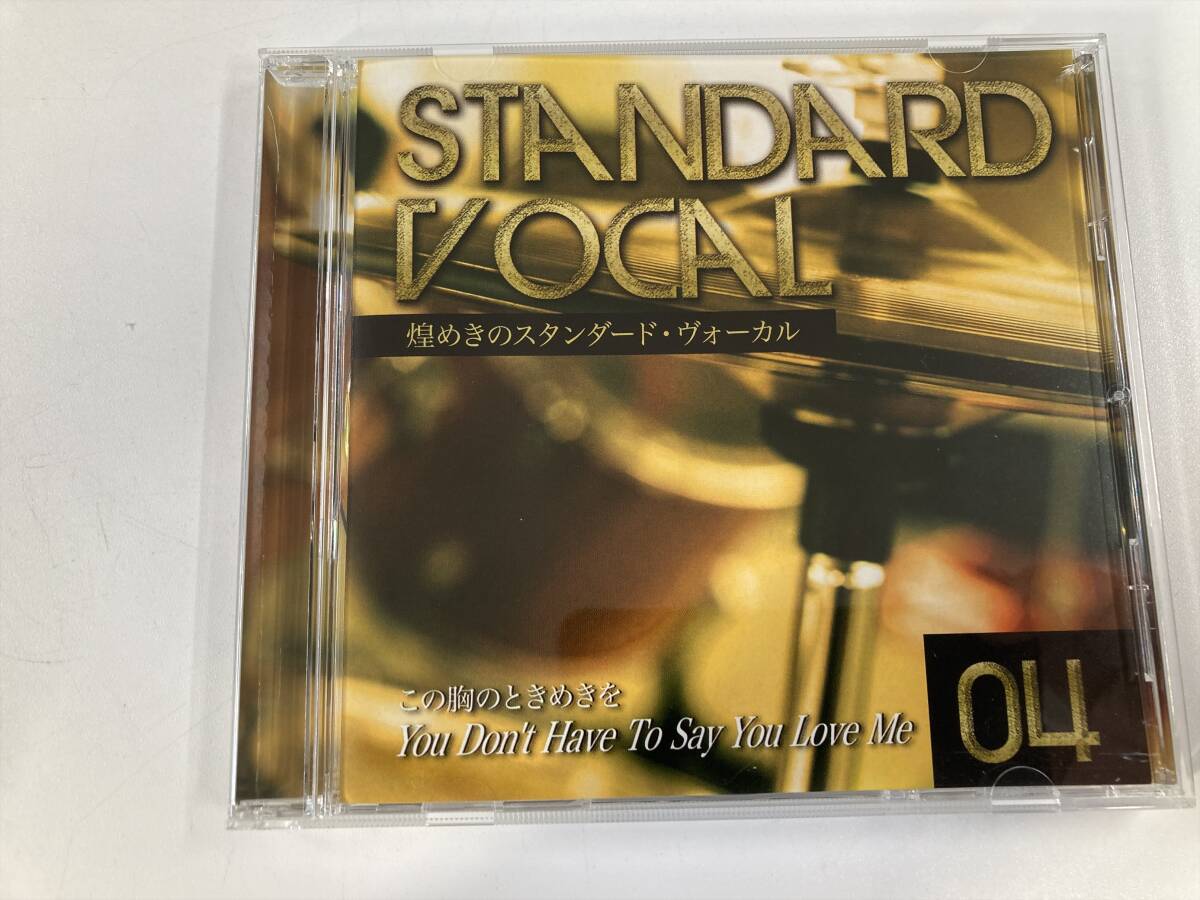 STANDARD
VOCAL
煌めきのスタンダード・ヴォーカル
この胸のときめきを
You Don't Have To Say You Love Me
04